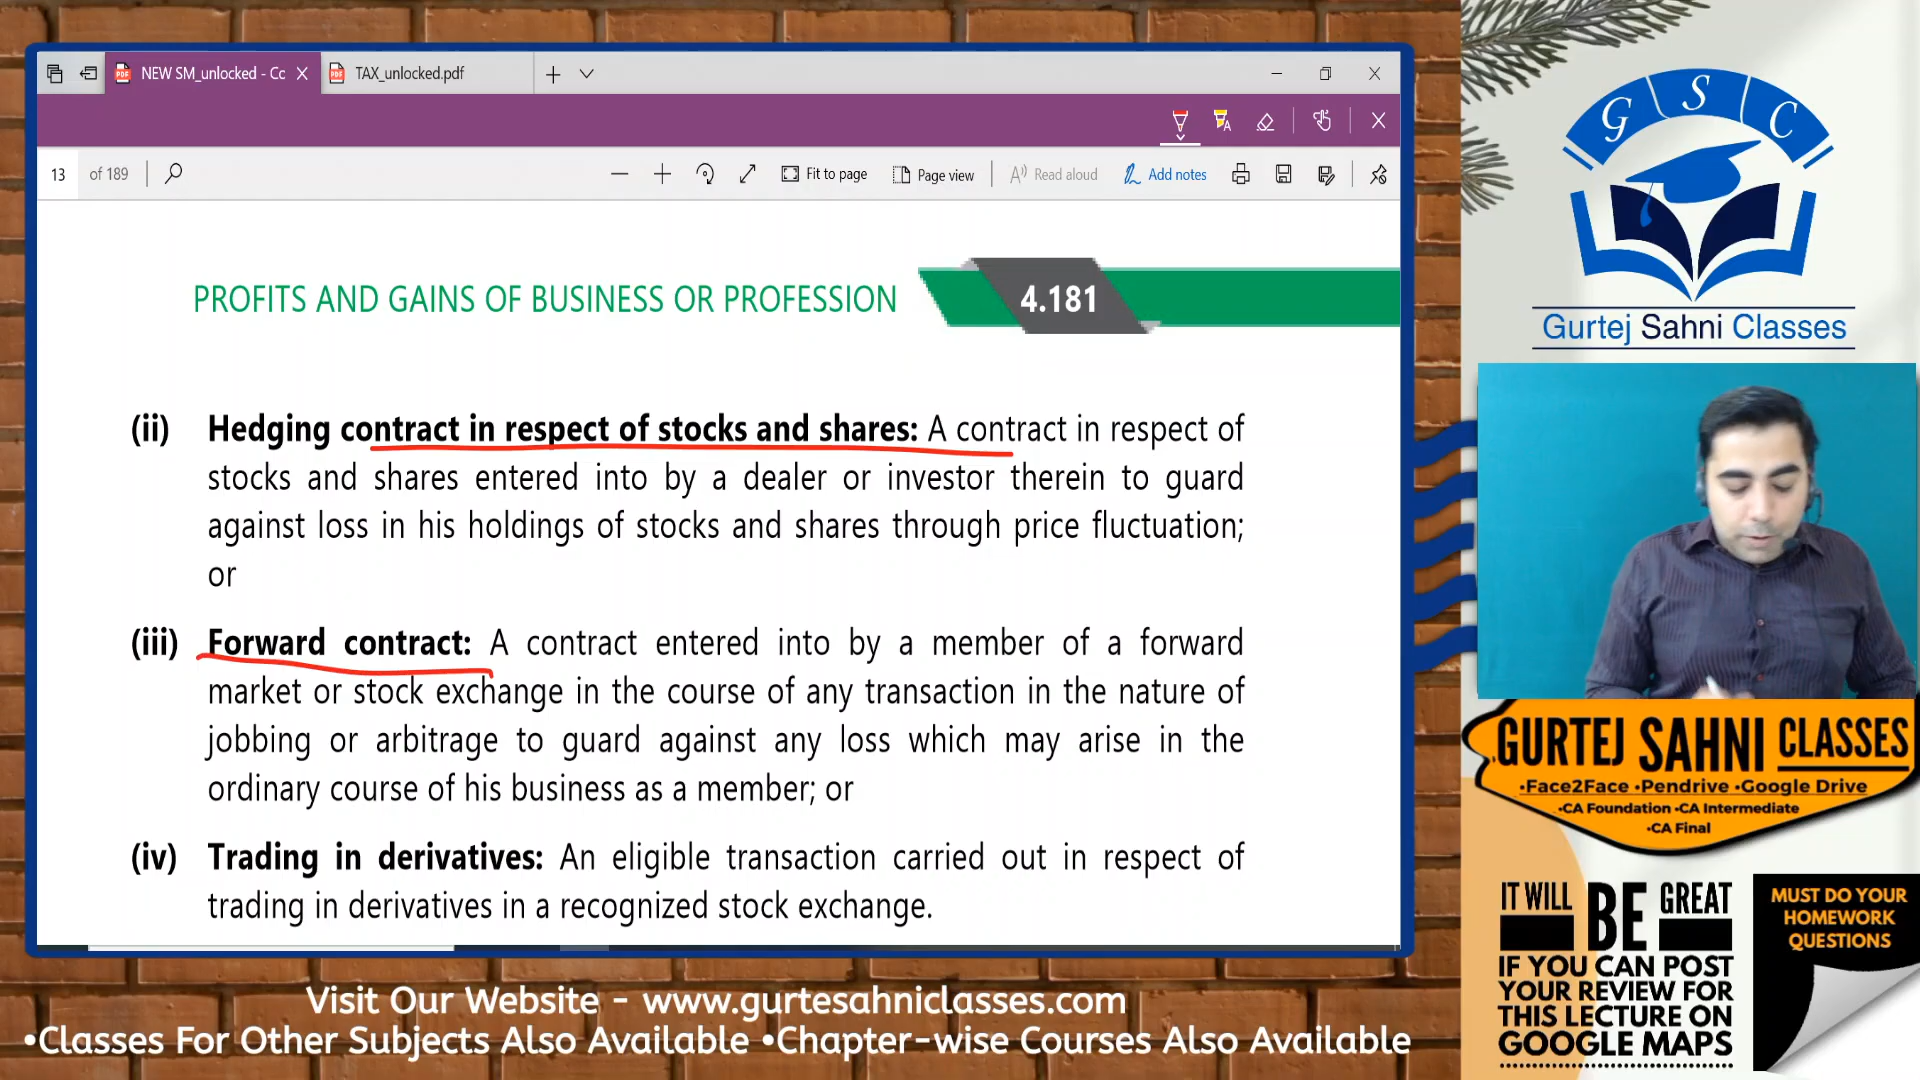 NEW SM_unlocked - Cc
TAX_unlocked.pdf
13 of 189
Fit to page
Page view
Read aloud
Add notes
PROFITS AND GAINS OF BUSINESS OR PROFESSION
4.181
(ii) Hedging contract in respect of stocks and shares: A contract in respect of
stocks and shares entered into by a dealer or investor therein to guard
against loss in his holdings of stocks and shares through price fluctuation;
or
(iii) Forward contract: A contract entered into by a member of a forward
market or stock exchange in the course of any transaction in the nature of
jobbing or arbitrage to guard against any loss which may arise in the
ordinary course of his business as a member; or
(iv) Trading in derivatives: An eligible transaction carried out in respect of
trading in derivatives in a recognized stock exchange.
Visit Our Website - www.gurtesahniclasses.com
•Classes For Other Subjects Also Available •Chapter-wise Courses Also Available
G S C
Gurtej Sahni Classes
GURTEJ SAHNI CLASSES
•Face2Face •Pendrive •Google Drive
•CA Foundation •CA Intermediate
•CA Final
IT WILL BE GREAT
IF YOU CAN POST
YOUR REVIEW FOR
THIS LECTURE ON
GOOGLE MAPS
MUST DO YOUR
HOMEWORK
QUESTIONS